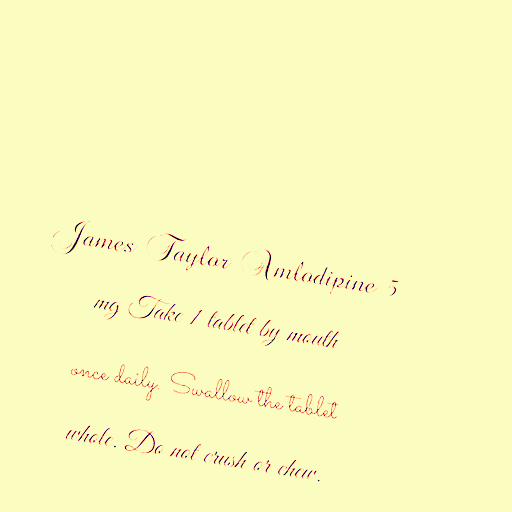 James Taylor Amlodipine 5
mg Take 1 tablet by mouth
once daily. Swallow the tablet
whole. Do not crush or chew.